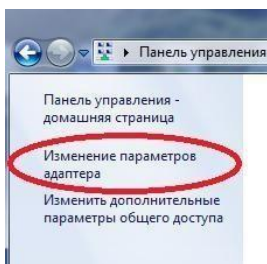 Панель управления
Панель управления -
домашняя страница
Изменение параметров
адаптера
Изменить дополнительные
параметры общего доступа